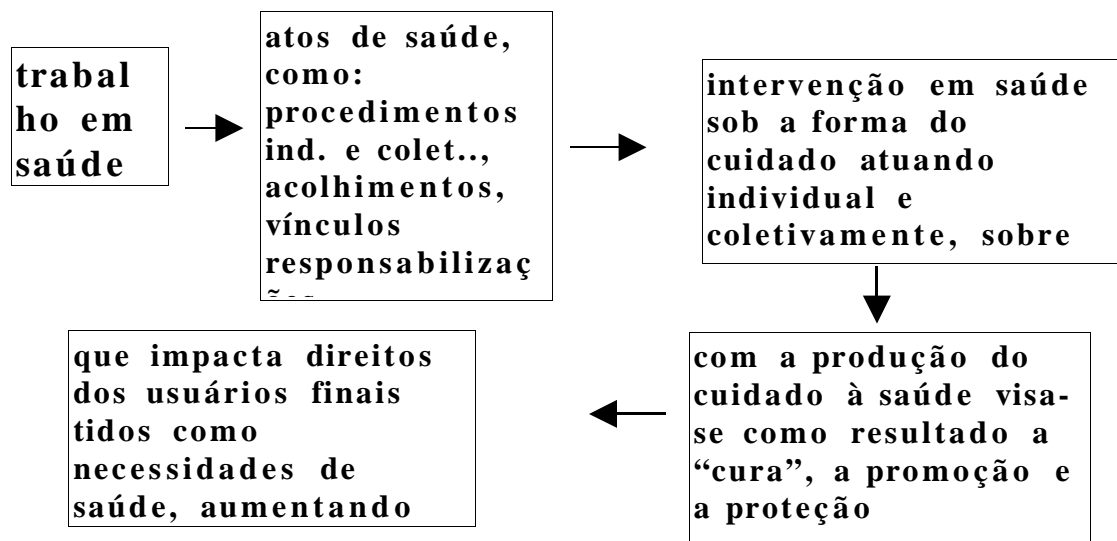 trabal
ho em
saúde
atos de saúde,
como:
procedimentos
ind. e colet..,
acolhimentos,
vínculos
responsabilizaç
intervenção em saúde
sob a forma do
cuidado atuando
individual e
coletivamente, sobre
com a produção do
cuidado à saúde visa-
se como resultado a
“cura”, a promoção e
a proteção
que impacta direitos
dos usuários finais
tidos como
necessidades de
saúde, aumentando